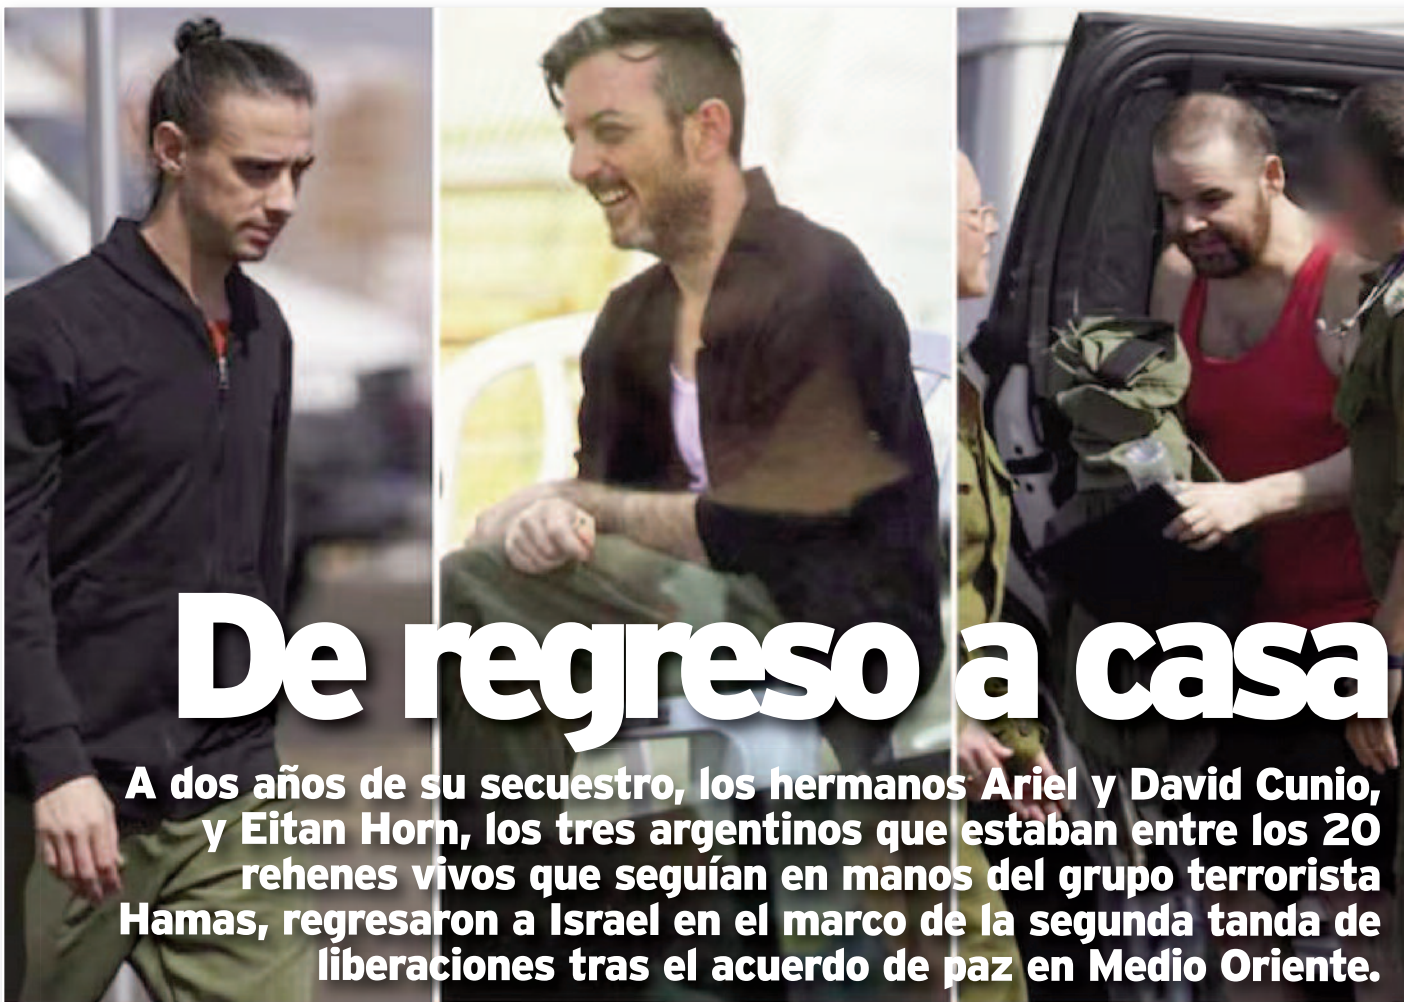 De regreso a casa
A dos años de su secuestro, los hermanos Ariel y David Cunio,
y Eitan Horn, los tres argentinos que estaban entre los 20
rehenes vivos que seguían en manos del grupo terrorista
Hamas, regresaron a Israel en el marco de la segunda tanda de
liberaciones tras el acuerdo de paz en Medio Oriente.